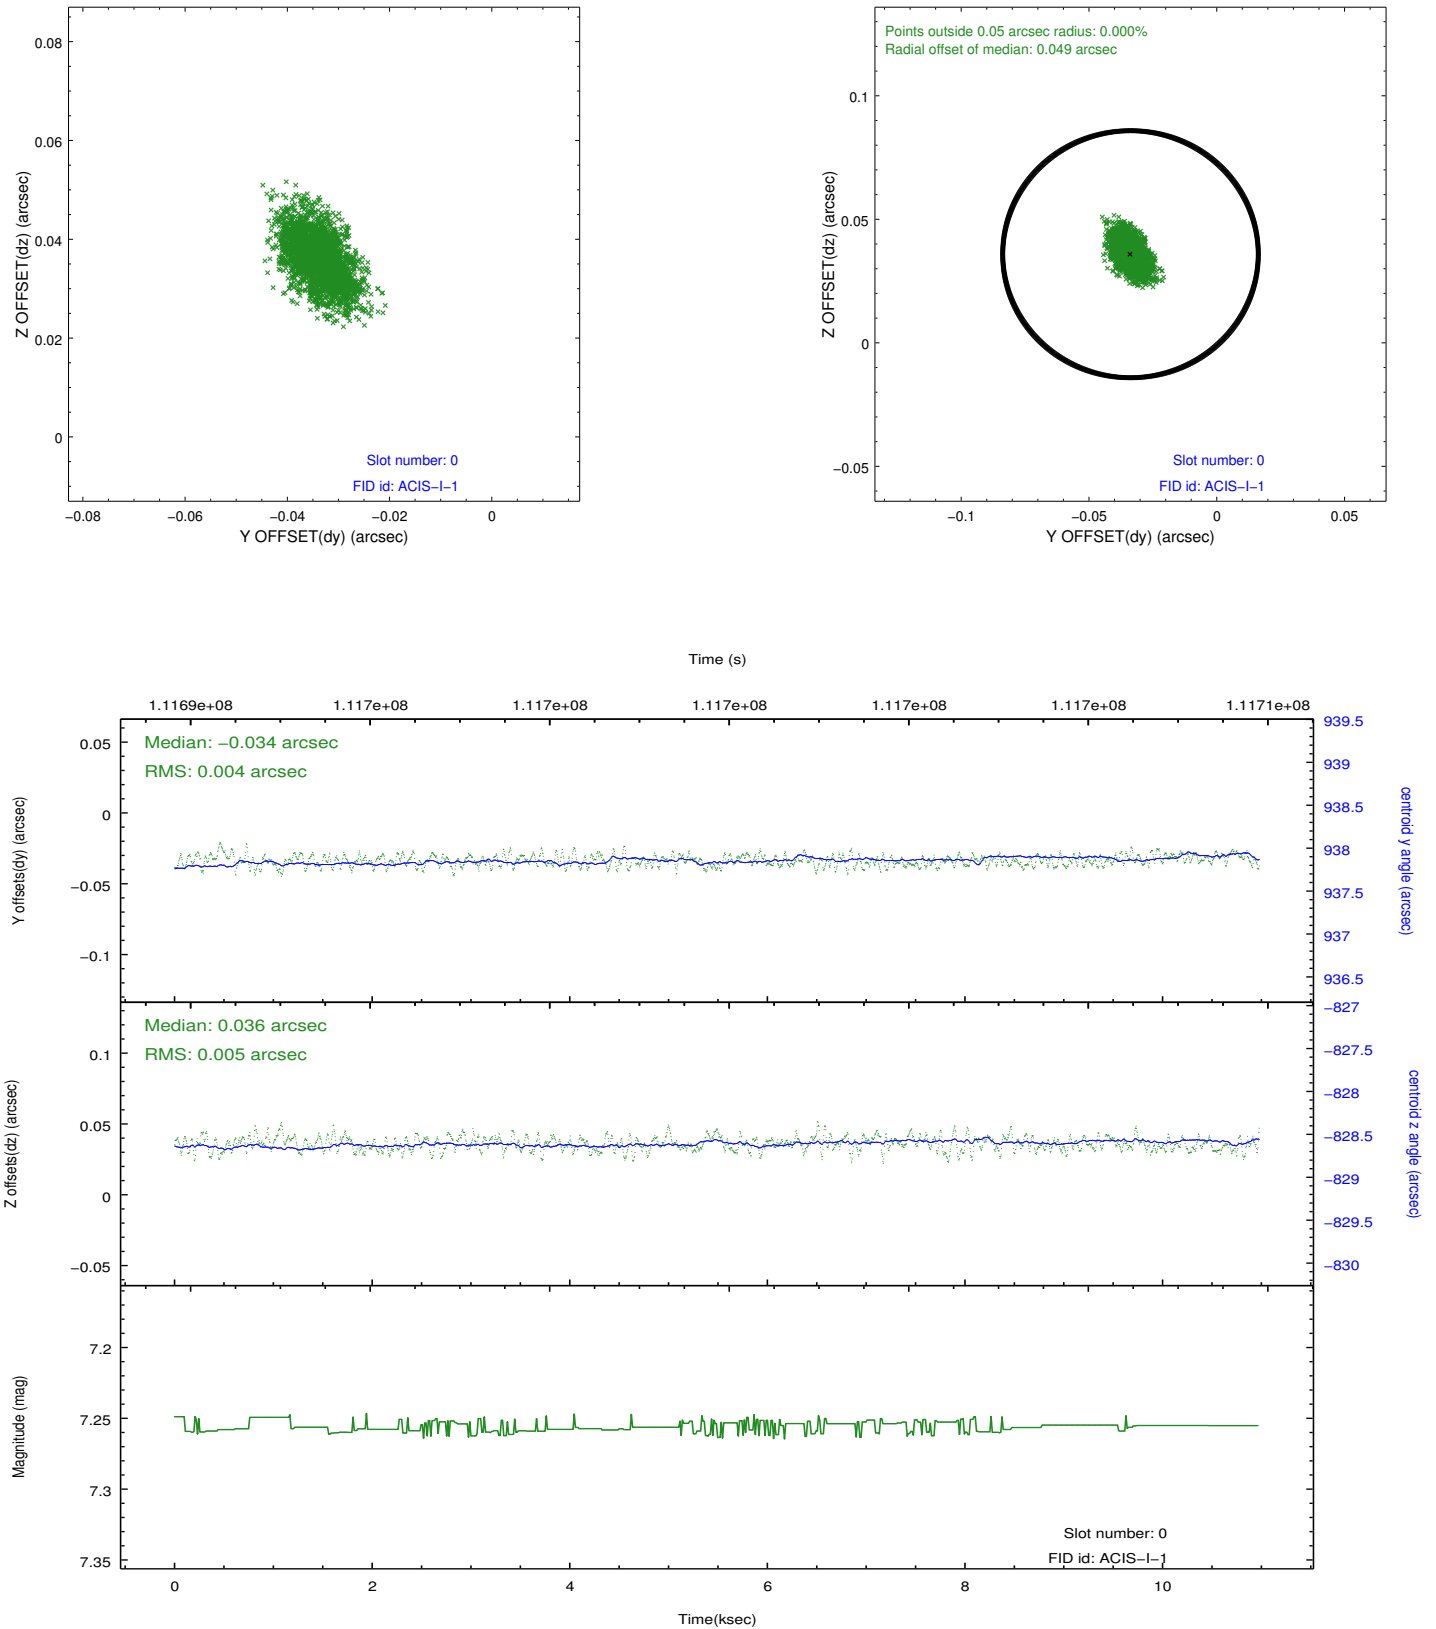 0.08
0.06
0.04
0.02
0
Z OFFSET(dz) (arcsec)
Slot number: 0
FID id: ACIS−I−1
−0.08 −0.06 −0.04 −0.02 0
Y OFFSET(dy) (arcsec)
Points outside 0.05 arcsec radius: 0.000%
Radial offset of median: 0.049 arcsec
0.1
0.05
0
−0.05
Z OFFSET(dz) (arcsec)
Slot number: 0
FID id: ACIS−I−1
−0.1 −0.05 0 0.05
Y OFFSET(dy) (arcsec)
Time (s)
1.1169e+08 1.117e+08 1.117e+08 1.117e+08 1.117e+08 1.117e+08 1.1171e+08
Median: −0.034 arcsec
RMS: 0.004 arcsec
0.05
0
−0.05
−0.1
Y offsets(dy) (arcsec)
939.5
939
938.5
938
937.5
937
936.5
centroid y angle (arcsec)
Median: 0.036 arcsec
RMS: 0.005 arcsec
0.1
0.05
0
−0.05
Z offsets(dz) (arcsec)
−827
−827.5
−828
−828.5
−829
−829.5
−830
centroid z angle (arcsec)
7.2
7.25
7.3
7.35
Magnitude (mag)
Slot number: 0
FID id: ACIS−I−1
0 2 4 6 8 10
Time(ksec)